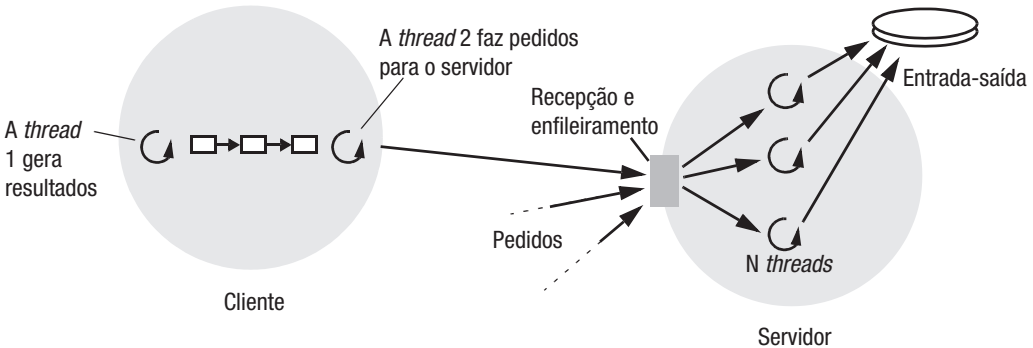 A thread
1 gera
resultados
A thread 2 faz pedidos
para o servidor
Cliente
Recepção e
enfileiramento
Pedidos
N threads
Entrada-saída
Servidor